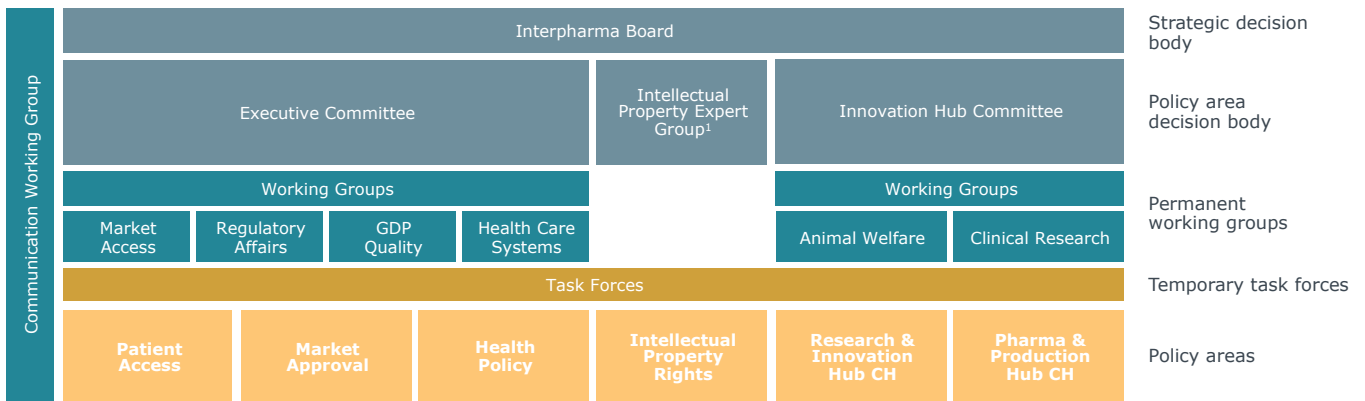 Communication Working Group
Interpharma Board
Strategic decision
body
Executive Committee
Intellectual
Property Expert
Group¹
Innovation Hub Committee
Policy area
decision body
Working Groups
Working Groups
Permanent
working groups
Market
Access
Regulatory
Affairs
GDP
Quality
Health Care
Systems
Animal Welfare
Clinical Research
Task Forces
Temporary task forces
Patient
Access
Market
Approval
Health
Policy
Intellectual
Property
Rights
Research &
Innovation
Hub CH
Pharma &
Production
Hub CH
Policy areas